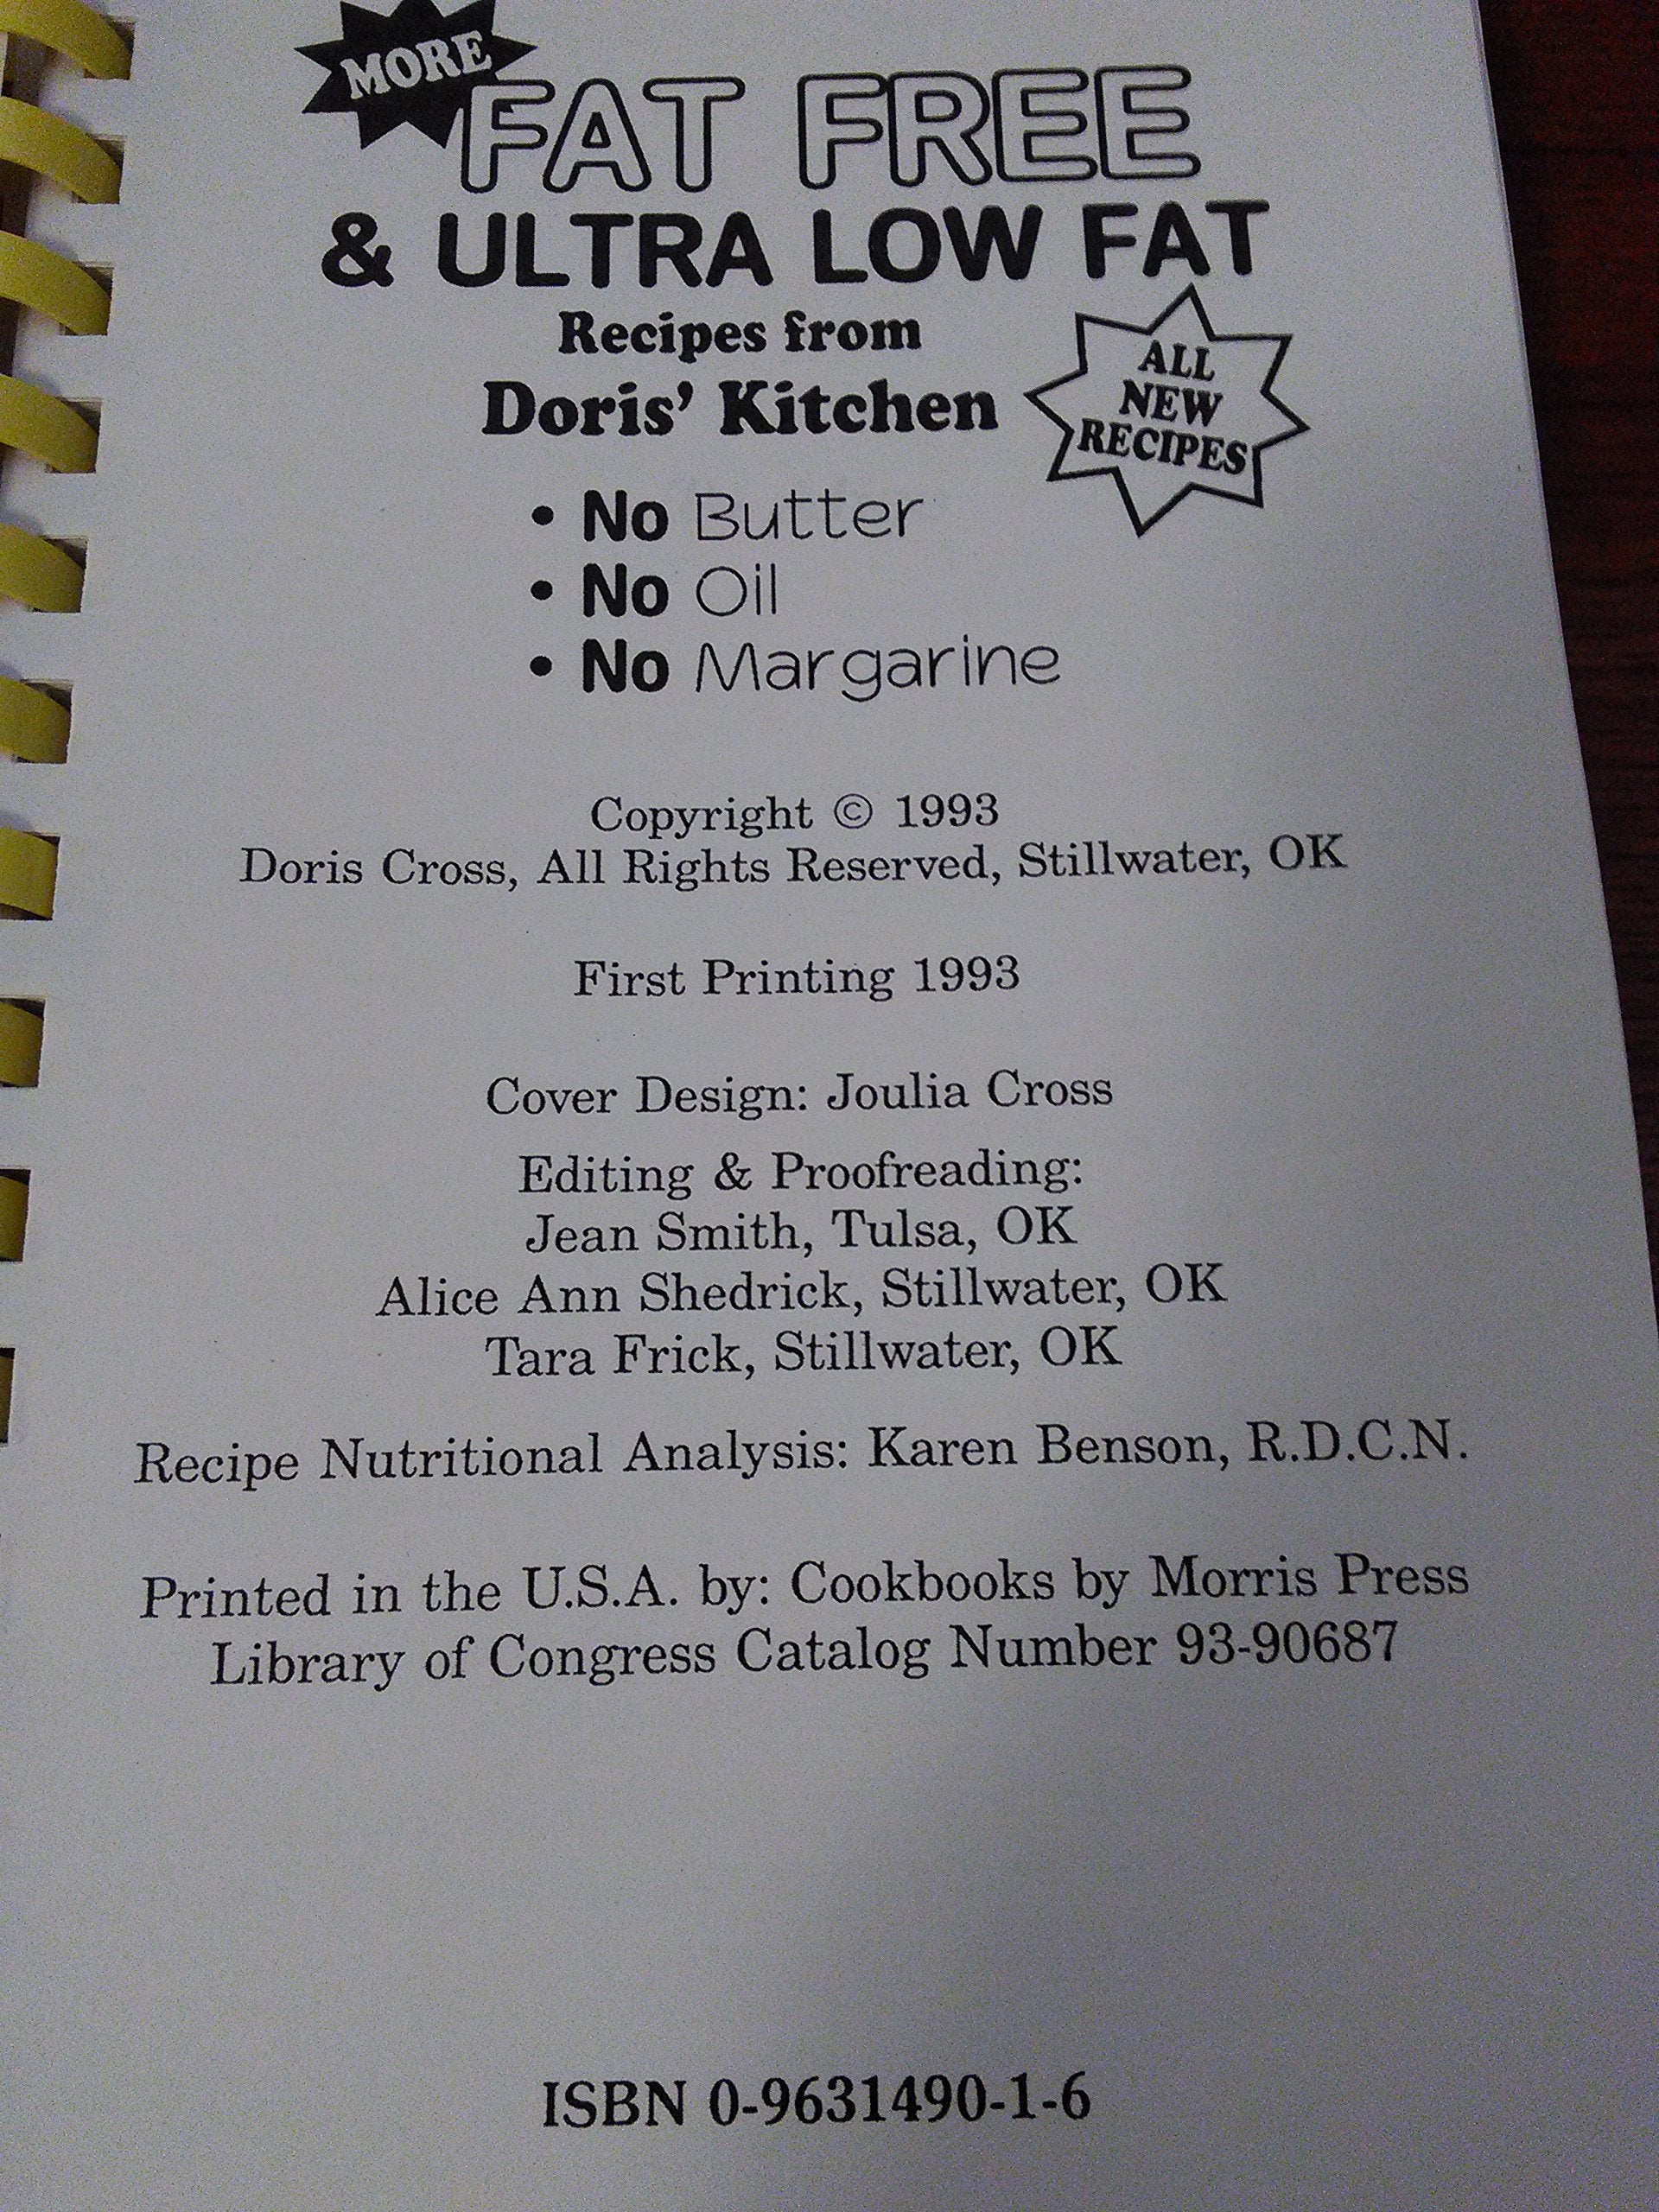 MORE
FAT FREE
& ULTRA LOW FAT
Recipes from
Doris' Kitchen
ALL
NEW
RECIPES
• No Butter
• No Oil
• No Margarine
Copyright © 1993
Doris Cross, All Rights Reserved, Stillwater, OK
First Printing 1993
Cover Design: Joulia Cross
Editing & Proofreading:
Jean Smith, Tulsa, OK
Alice Ann Shedrick, Stillwater, OK
Tara Frick, Stillwater, OK
Recipe Nutritional Analysis: Karen Benson, R.D.C.N.
Printed in the U.S.A. by: Cookbooks by Morris Press
Library of Congress Catalog Number 93-90687
ISBN 0-9631490-1-6